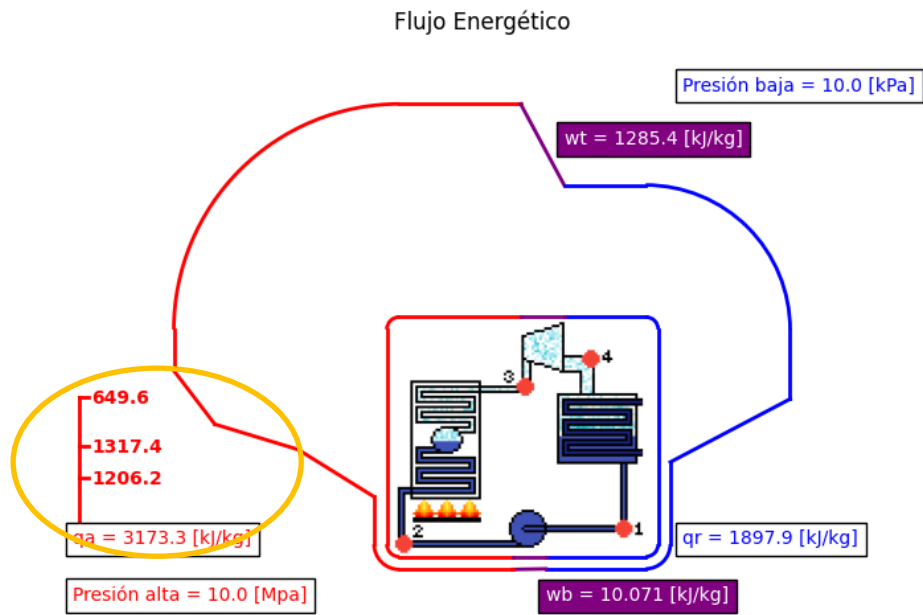 Flujo Energético
Presión baja = 10.0 [kPa]
wt = 1285.4 [kJ/kg]
4
3
649.6
1317.4
1206.2
qa = 3173.3 [kJ/kg]
2
1
qr = 1897.9 [kJ/kg]
Presión alta = 10.0 [Mpa]
wb = 10.071 [kJ/kg]